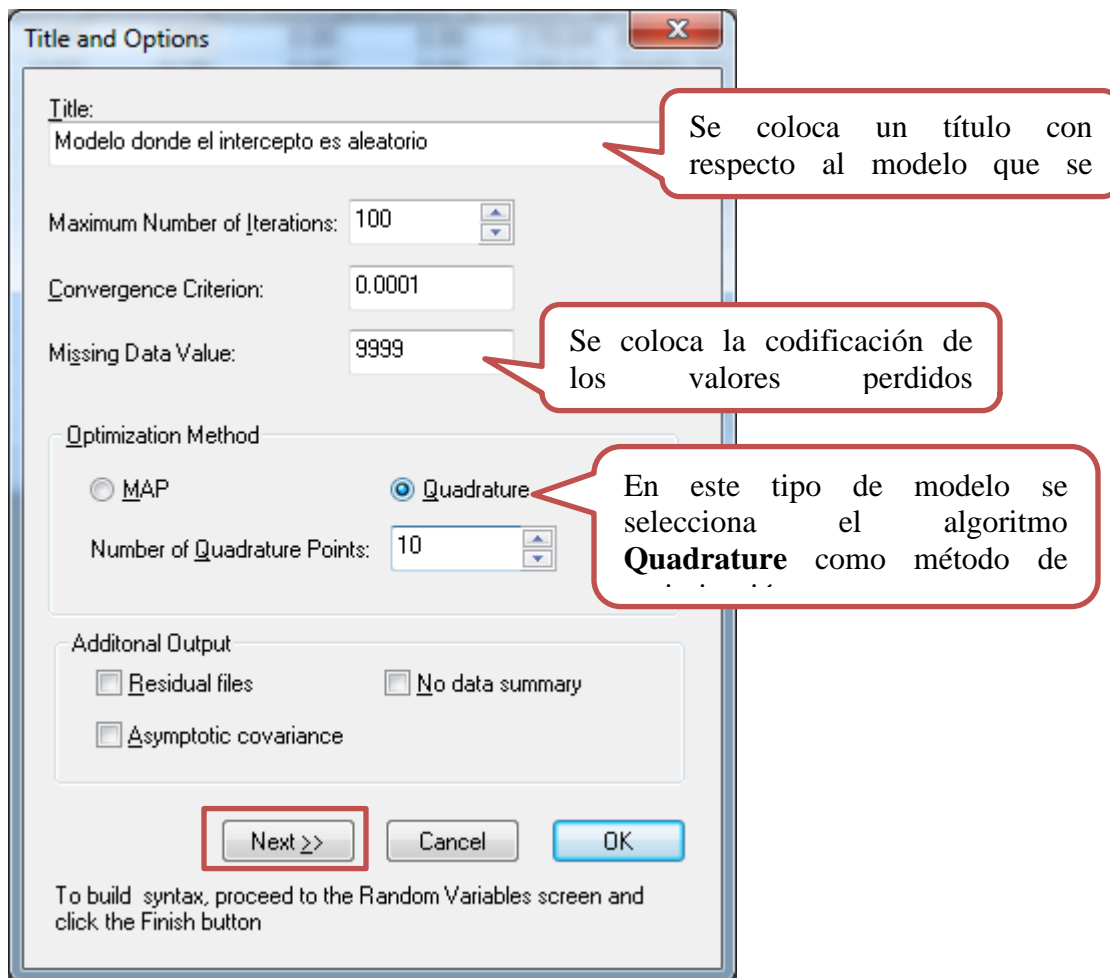 Title and Options
Title:
Modelo donde el intercepto es aleatorio
Se coloca un título con
respecto al modelo que se
Maximum Number of Iterations: 100
Convergence Criterion: 0.0001
Missing Data Value: 9999
Se coloca la codificación de
los valores perdidos
Optimization Method
MAP Quadrature
Number of Quadrature Points: 10
En este tipo de modelo se
selecciona el algoritmo
Quadrature como método de
Additonal Output
Residual files No data summary
Asymptotic covariance
Next >> Cancel OK
To build syntax, proceed to the Random Variables screen and
click the Finish button